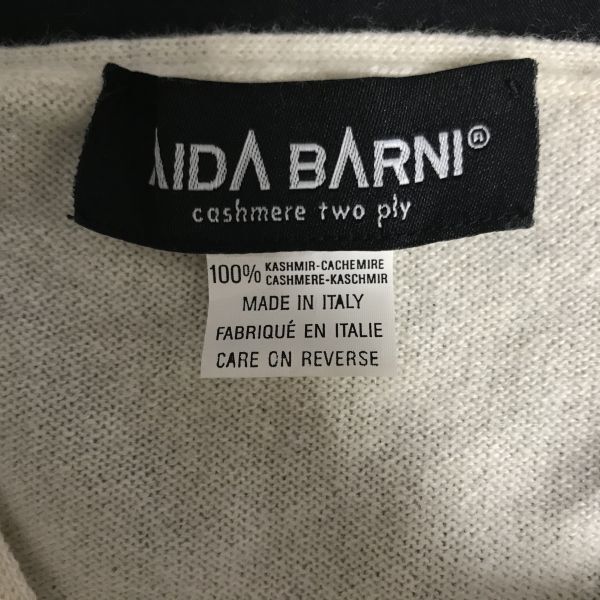 AIDA BARNI®
cashmere two ply
100% KASHMIR-CACHEMIRE
CASHMERE-KASCHMIR
MADE IN ITALY
FABRIQUÉ EN ITALIE
CARE ON REVERSE